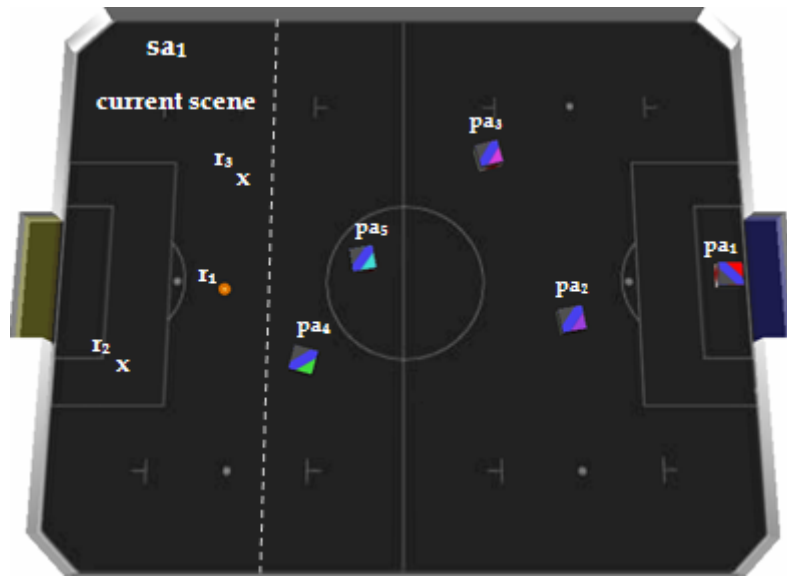 sa₁
current scene
pa₃
r₃
x
pa₅
pa₁
r₁
pa₂
pa₄
r₂
x